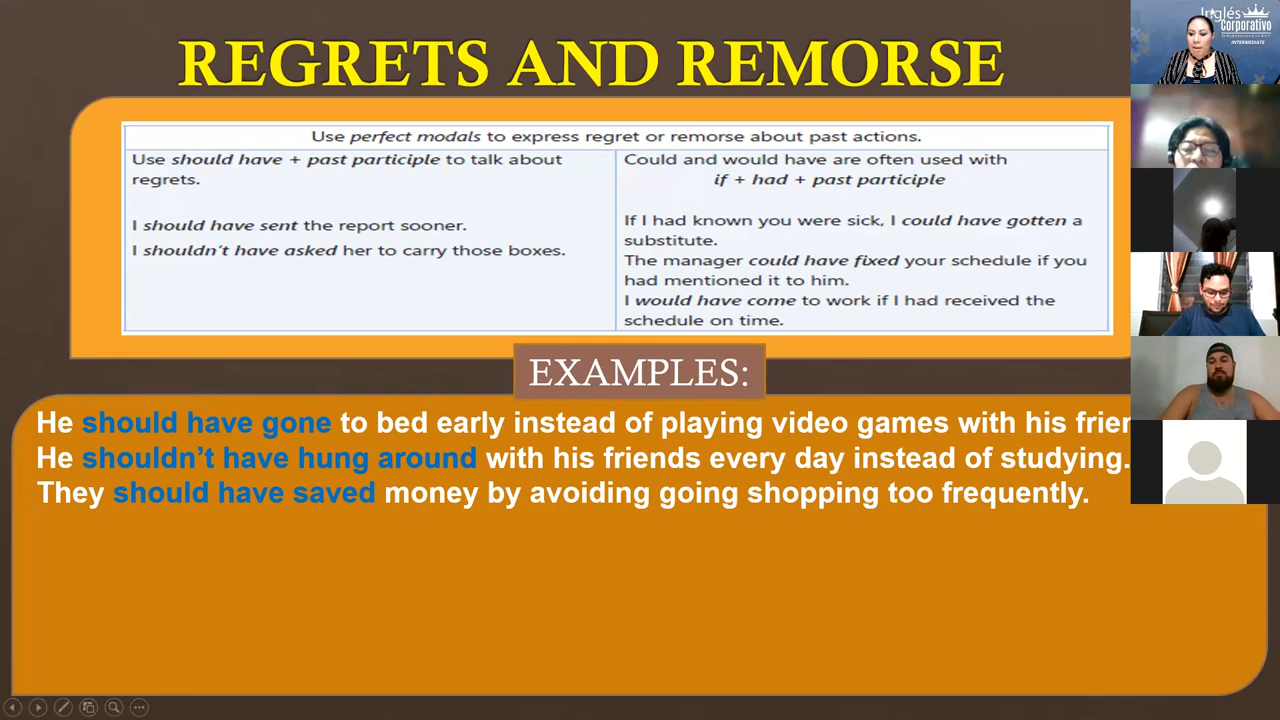 REGRETS AND REMORSE
Use perfect modals to express regret or remorse about past actions.
Use should have + past participle to talk about
regrets.
I should have sent the report sooner.
I shouldn't have asked her to carry those boxes.
Could and would have are often used with
if + had + past participle
If I had known you were sick, I could have gotten a
substitute.
The manager could have fixed your schedule if you
had mentioned it to him.
I would have come to work if I had received the
schedule on time.
EXAMPLES:
He should have gone to bed early instead of playing video games with his frien
He shouldn’t have hung around with his friends every day instead of studying.
They should have saved money by avoiding going shopping too frequently.
Inglés
Corporativo
INTERMEDIATE